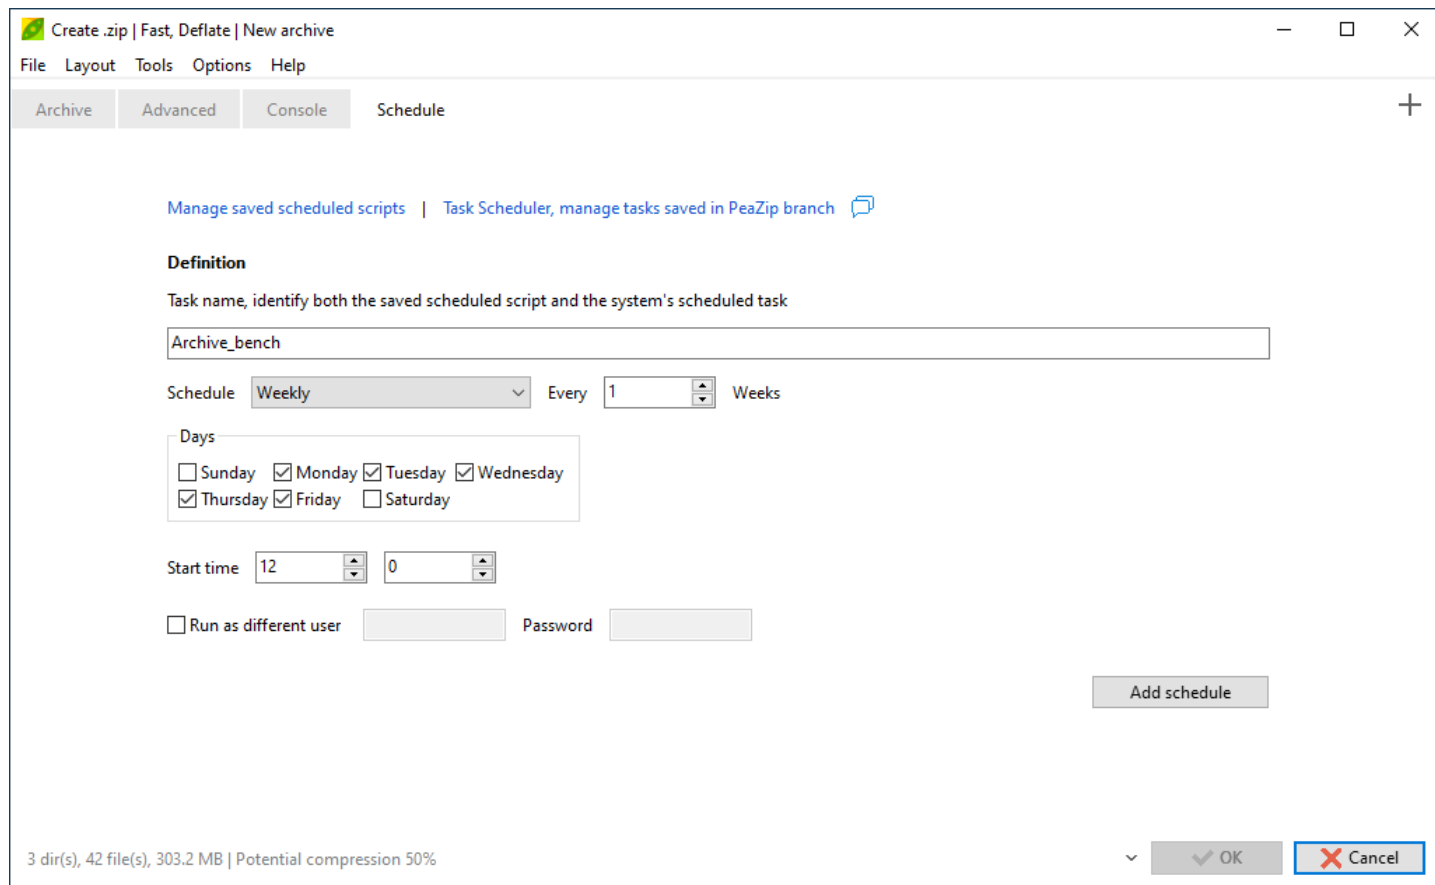 Create .zip | Fast, Deflate | New archive
File Layout Tools Options Help
Archive Advanced Console Schedule
Manage saved scheduled scripts | Task Scheduler, manage tasks saved in PeaZip branch
Definition
Task name, identify both the saved scheduled script and the system's scheduled task
Archive_bench
Schedule Weekly Every 1 Weeks
Days
Sunday Monday Tuesday Wednesday
Thursday Friday Saturday
Start time 12 0
Run as different user Password
Add schedule
3 dir(s), 42 file(s), 303.2 MB | Potential compression 50% OK Cancel